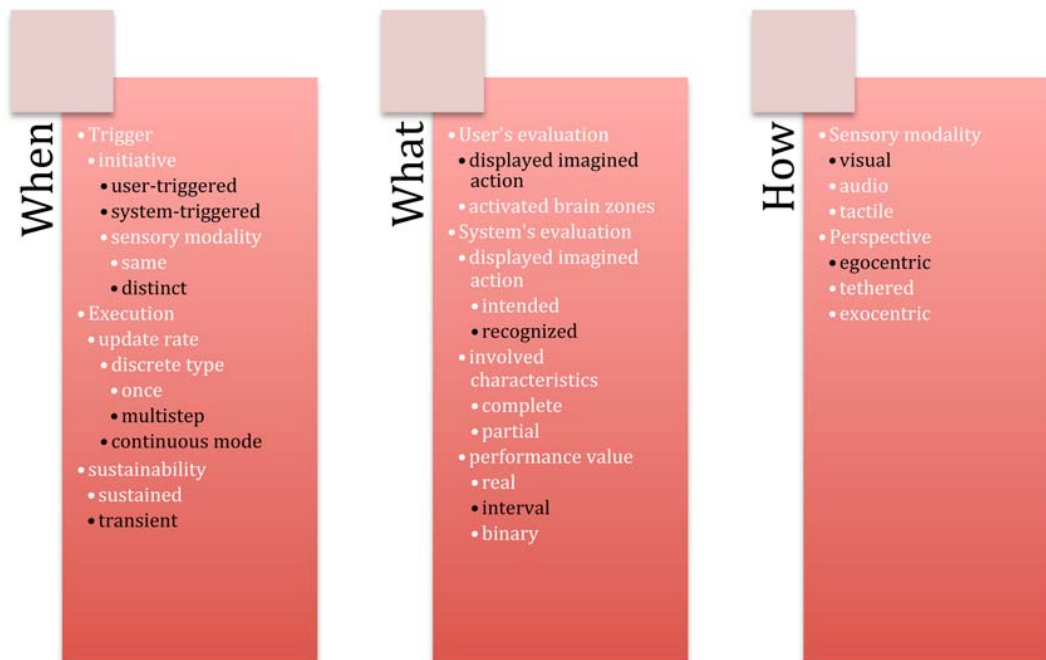 When
• Trigger
• initiative
• user-triggered
• system-triggered
• sensory modality
• same
• distinct
• Execution
• update rate
• discrete type
• once
• multistep
• continuous mode
• sustainability
• sustained
• transient
What
• User's evaluation
• displayed imagined
action
• activated brain zones
• System's evaluation
• displayed imagined
action
• intended
• recognized
• involved
characteristics
• complete
• partial
• performance value
• real
• interval
• binary
How
• Sensory modality
• visual
• audio
• tactile
• Perspective
• egocentric
• tethered
• exocentric